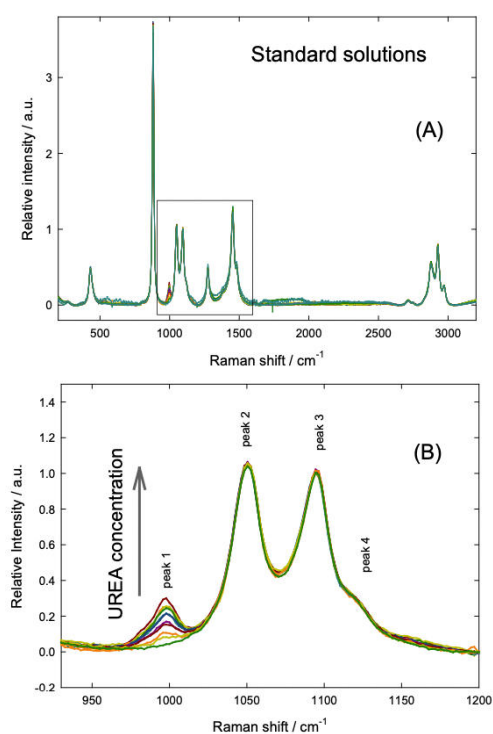 Standard solutions
(A)
Relative intensity / a.u.
3
2
1
0
500 1000 1500 2000 2500 3000
Raman shift / cm-1
(B)
Relative Intensity / a.u.
1.4
1.2
1.0
0.8
0.6
0.4
0.2
0.0
-0.2
UREA concentration
peak 1
peak 2
peak 3
peak 4
950 1000 1050 1100 1150 1200
Raman shift / cm-1